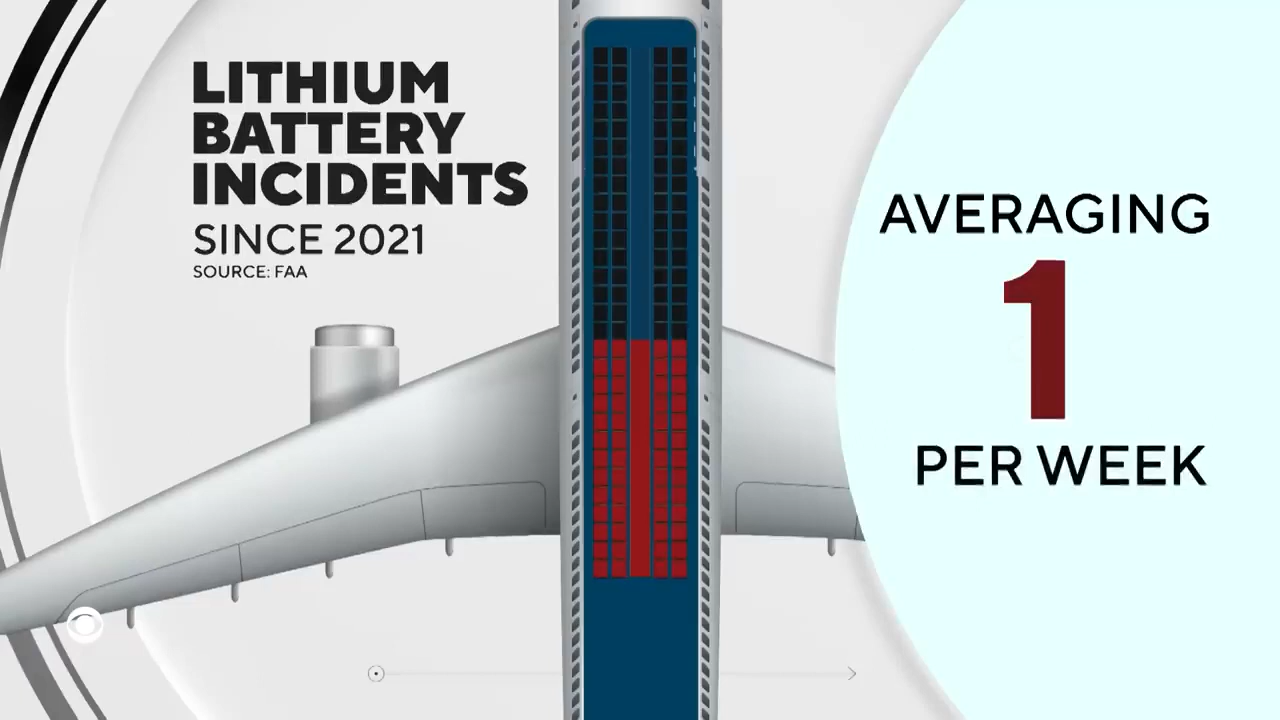 LITHIUM
BATTERY
INCIDENTS
SINCE 2021
SOURCE: FAA
AVERAGING
1
PER WEEK